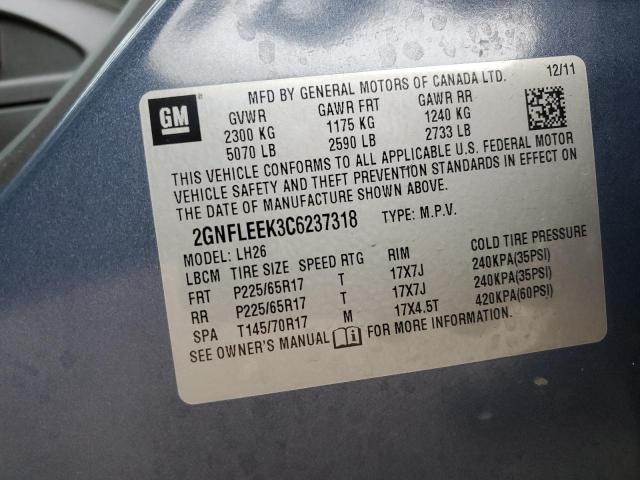 MFD BY GENERAL MOTORS OF CANADA LTD. 12/11
GM
GVWR GAWR FRT GAWR RR
2300 KG 1175 KG 1240 KG
5070 LB 2590 LB 2733 LB
THIS VEHICLE CONFORMS TO ALL APPLICABLE U.S. FEDERAL MOTOR
VEHICLE SAFETY AND THEFT PREVENTION STANDARDS IN EFFECT ON
THE DATE OF MANUFACTURE SHOWN ABOVE.
2GNFLEEK3C6237318 TYPE: M.P.V.
MODEL: LH26
LBCM TIRE SIZE SPEED RTG RIM COLD TIRE PRESSURE
FRT P225/65R17 T 17X7J 240KPA(35PSI)
RR P225/65R17 T 17X7J 240KPA(35PSI)
SPA T145/70R17 M 17X4.5T 420KPA(60PSI)
SEE OWNER'S MANUAL FOR MORE INFORMATION.